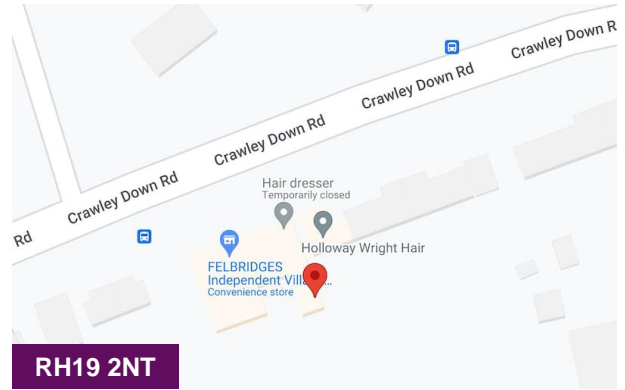 Crawley Down R
Crawley Down Rd
Crawley Down Rd
Crawley Down Rd
Rd
Hair dresser
Temporarily closed
Holloway Wright Hair
FELBRIDGES
Independent Villa...
Convenience store
RH19 2NT